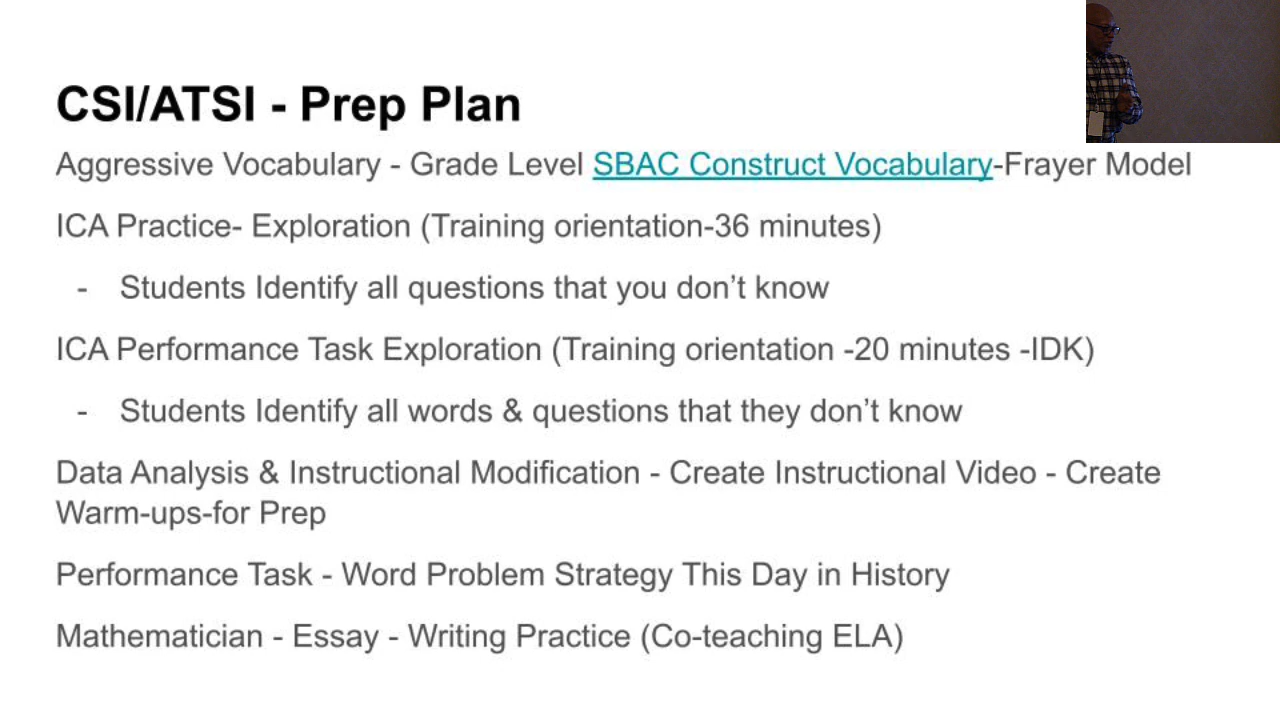 CSI/ATSI - Prep Plan
Aggressive Vocabulary - Grade Level SBAC Construct Vocabulary-Frayer Model
ICA Practice- Exploration (Training orientation-36 minutes)
- Students Identify all questions that you don’t know
ICA Performance Task Exploration (Training orientation -20 minutes -IDK)
- Students Identify all words & questions that they don’t know
Data Analysis & Instructional Modification - Create Instructional Video - Create
Warm-ups-for Prep
Performance Task - Word Problem Strategy This Day in History
Mathematician - Essay - Writing Practice (Co-teaching ELA)